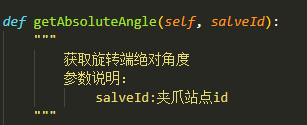 def getAbsoluteAngle(self, salveId):
"""
获取旋转端绝对角度
参数说明：
salveId:夹爪站点id
"""